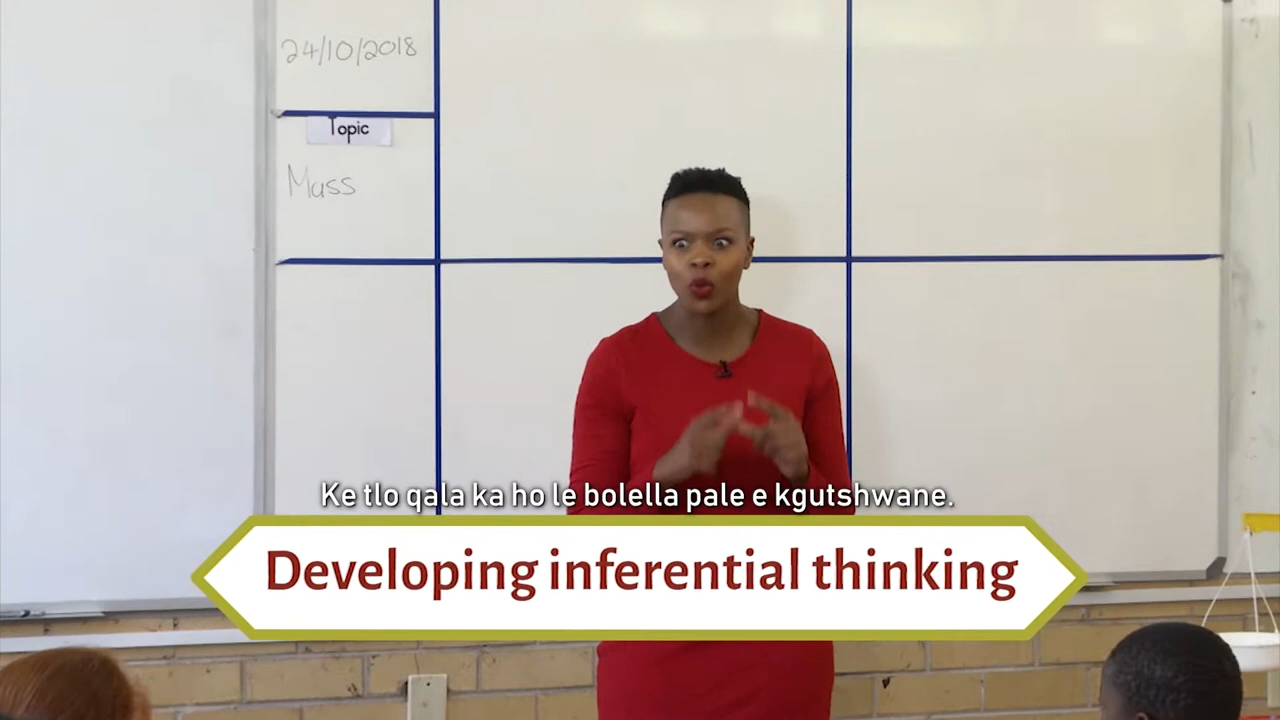 24/10/2018
Topic
Mass
Ke tlo qala ka ho le bolella pale e kgutshwane.
Developing inferential thinking